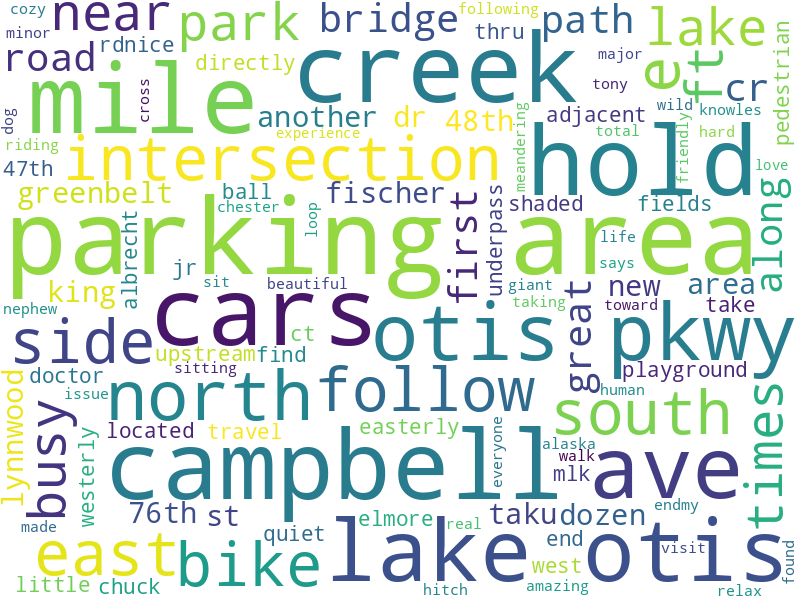 cozy near park bridge following path lake e
minor rdnice thru major ft cr
road directly pedestrian
mile creek tony wild knowles
dog cross another dr 48th adjacent total hard
riding experience meandering friendly
47th intersection hold love
greenbelt ball fischer first underpass shaded fields along
chester loop
parking area
albrecht life
jr sit says
king beautiful giant new area
nephew cars taking toward take
ct otis great pkwy
side upstream find
doctor sitting playground
lynnwood issue north follow human south times
busy westerly located travel easterly everyone alaska
campbell walk mlk ave
76th st taku dozen endmy
made quiet elmore real end visit
east bike lake west otis found
little chuck hitch amazing relax